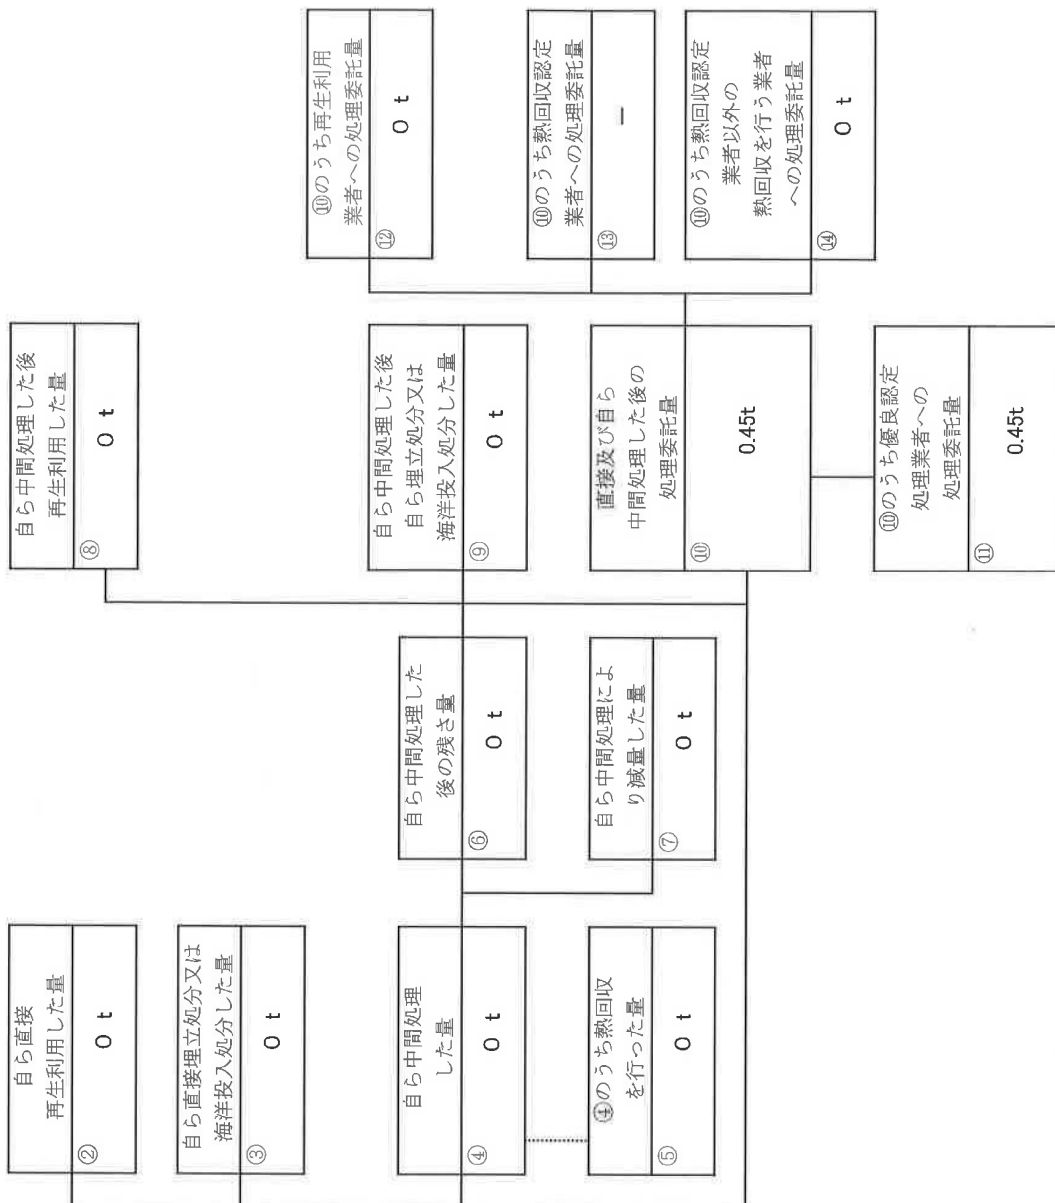 自ら直接
再生利用した量
②
0 t
自ら直接埋立処分又は
海洋投入処分した量
③
0 t
自ら中間処理
した量
④
0 t
④のうち熱回収
を行った量
⑤
0 t
自ら中間処理した
後の残さ量
⑥
0 t
自ら中間処理によ
り減量した量
⑦
0 t
自ら中間処理した後
再生利用した量
⑧
0 t
自ら中間処理した後
自ら埋立処分又は
海洋投入処分した量
⑨
0 t
直接及び自ら
中間処理した後の
処理委託量
⑩
0.45t
⑩のうち優良認定
処理業者への
処理委託量
⑪
0.45t
⑩のうち再生利用
業者への処理委託量
⑫
0 t
⑩のうち熱回収認定
業者への処理委託量
⑬
―
⑩のうち熱回収認定
業者以外の
熱回収を行う業者
への処理委託量
⑭
0 t